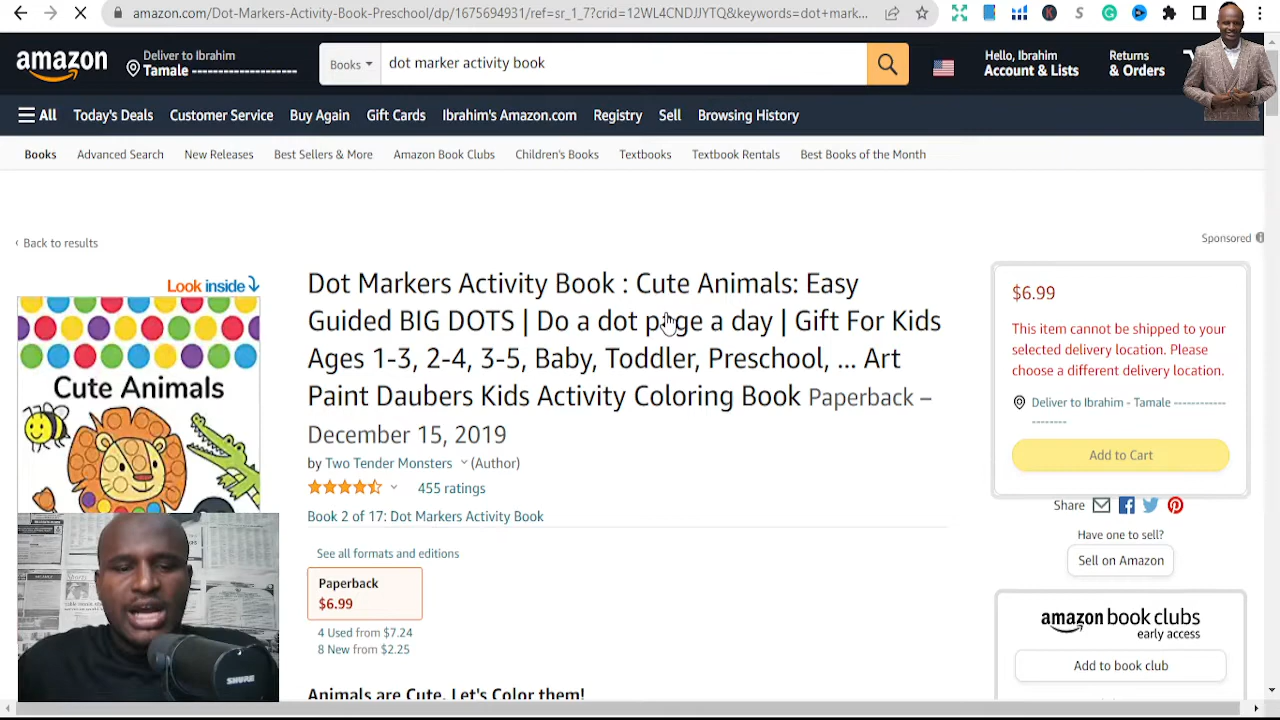 amazon.com/Dot-Markers-Activity-Book-Preschool/dp/1675694931/ref=sr_1_7?crid=12WL4CNDJJYTQ&keywords=dot+mark...
amazon
Deliver to Ibrahim
Tamale --------------------
Books
dot marker activity book
Hello, Ibrahim
Account & Lists
Returns
& Orders
All
Today's Deals
Customer Service
Buy Again
Gift Cards
Ibrahim's Amazon.com
Registry
Sell
Browsing History
Books
Advanced Search
New Releases
Best Sellers & More
Amazon Book Clubs
Children's Books
Textbooks
Textbook Rentals
Best Books of the Month
‹ Back to results
Sponsored
Look inside
Cute Animals
Dot Markers Activity Book : Cute Animals: Easy
Guided BIG DOTS | Do a dot page a day | Gift For Kids
Ages 1-3, 2-4, 3-5, Baby, Toddler, Preschool, ... Art
Paint Daubers Kids Activity Coloring Book Paperback –
December 15, 2019
by Two Tender Monsters (Author)
455 ratings
Book 2 of 17: Dot Markers Activity Book
See all formats and editions
Paperback
$6.99
4 Used from $7.24
8 New from $2.25
Animals are Cute. Let's Color them!
$6.99
This item cannot be shipped to your
selected delivery location. Please
choose a different delivery location.
Deliver to Ibrahim - Tamale ------------
--------
Add to Cart
Share
Have one to sell?
Sell on Amazon
amazon book clubs
early access
Add to book club
SHURE